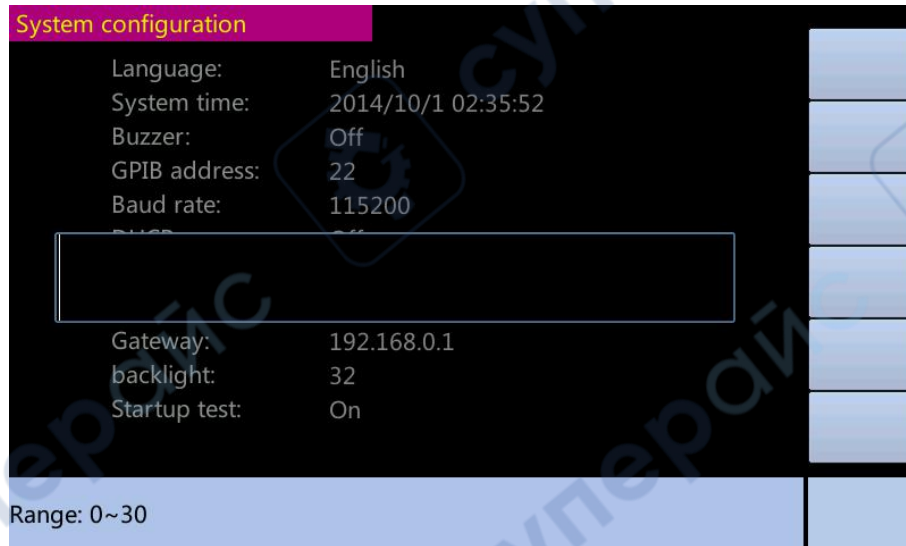 System configuration
Language: English
System time: 2014/10/1 02:35:52
Buzzer: Off
GPIB address: 22
Baud rate: 115200
Gateway: 192.168.0.1
backlight: 32
Startup test: On
Range: 0~30